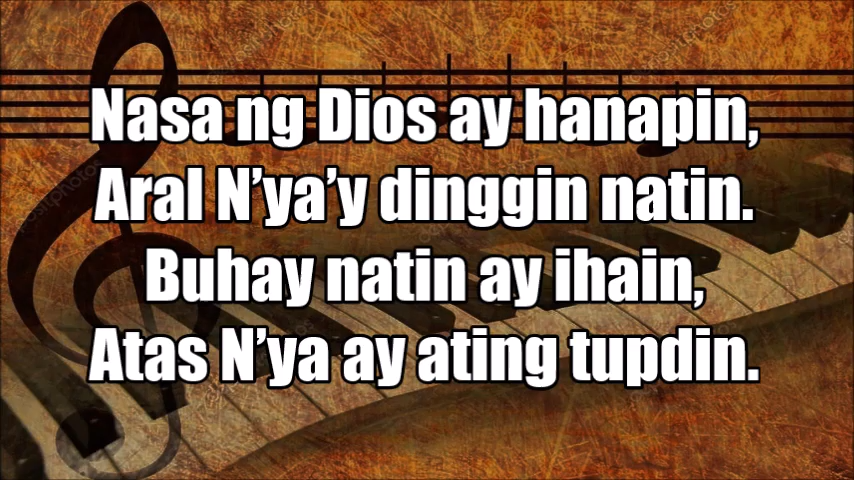 Nasa ng Dios ay hanapin,
Aral N’ya’y dinggin natin.
Buhay natin ay ihain,
Atas N’ya ay ating tupdin.